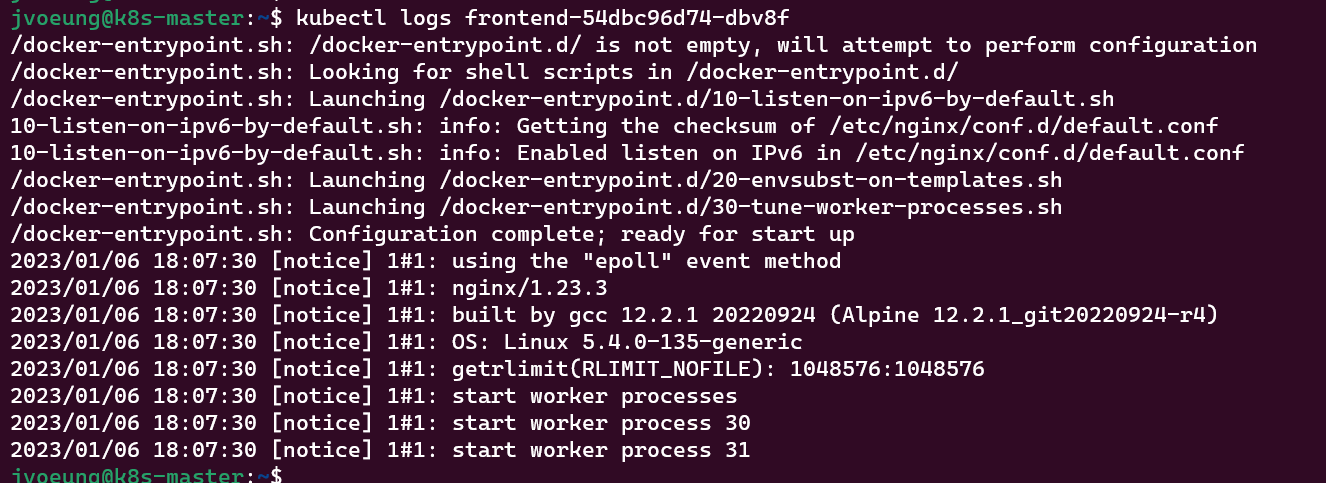 jvoeung@k8s-master:~$ kubectl logs frontend-54dbc96d74-dbv8f
/docker-entrypoint.sh: /docker-entrypoint.d/ is not empty, will attempt to perform configuration
/docker-entrypoint.sh: Looking for shell scripts in /docker-entrypoint.d/
/docker-entrypoint.sh: Launching /docker-entrypoint.d/10-listen-on-ipv6-by-default.sh
10-listen-on-ipv6-by-default.sh: info: Getting the checksum of /etc/nginx/conf.d/default.conf
10-listen-on-ipv6-by-default.sh: info: Enabled listen on IPv6 in /etc/nginx/conf.d/default.conf
/docker-entrypoint.sh: Launching /docker-entrypoint.d/20-envsubst-on-templates.sh
/docker-entrypoint.sh: Launching /docker-entrypoint.d/30-tune-worker-processes.sh
/docker-entrypoint.sh: Configuration complete; ready for start up
2023/01/06 18:07:30 [notice] 1#1: using the "epoll" event method
2023/01/06 18:07:30 [notice] 1#1: nginx/1.23.3
2023/01/06 18:07:30 [notice] 1#1: built by gcc 12.2.1 20220924 (Alpine 12.2.1_git20220924-r4)
2023/01/06 18:07:30 [notice] 1#1: OS: Linux 5.4.0-135-generic
2023/01/06 18:07:30 [notice] 1#1: getrlimit(RLIMIT_NOFILE): 1048576:1048576
2023/01/06 18:07:30 [notice] 1#1: start worker processes
2023/01/06 18:07:30 [notice] 1#1: start worker process 30
2023/01/06 18:07:30 [notice] 1#1: start worker process 31
jvoeung@k8s-master:~$